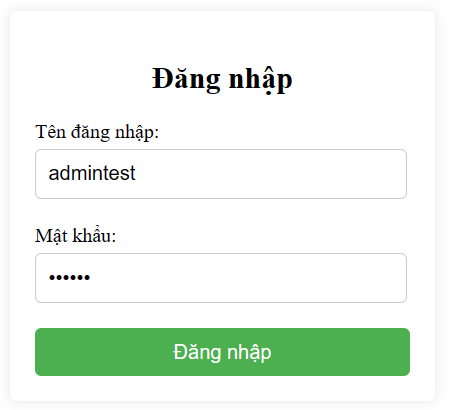 Đăng nhập
Tên đăng nhập:
admintest
Mật khẩu:
••••••
Đăng nhập